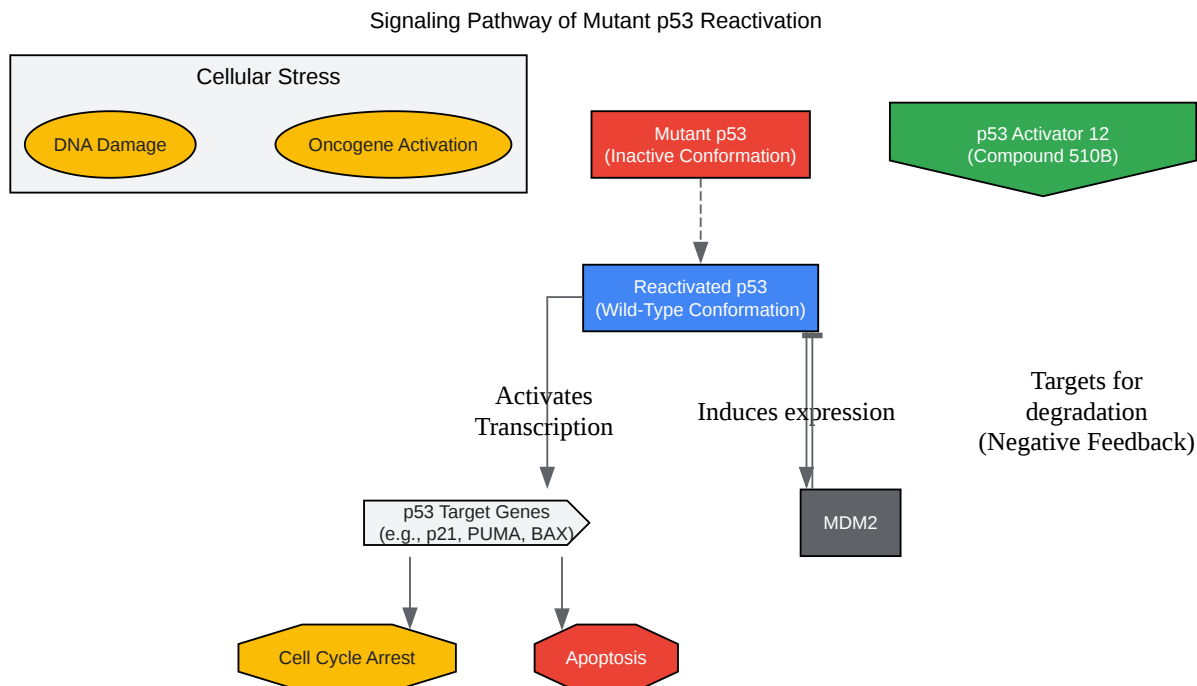 Signaling Pathway of Mutant p53 Reactivation
Cellular Stress
DNA Damage
Oncogene Activation
Mutant p53
(Inactive Conformation)
p53 Activator 12
(Compound 510B)
Reactivated p53
(Wild-Type Conformation)
Activates
Transcription
Induces expression
Targets for
degradation
(Negative Feedback)
p53 Target Genes
(e.g., p21, PUMA, BAX)
MDM2
Cell Cycle Arrest
Apoptosis